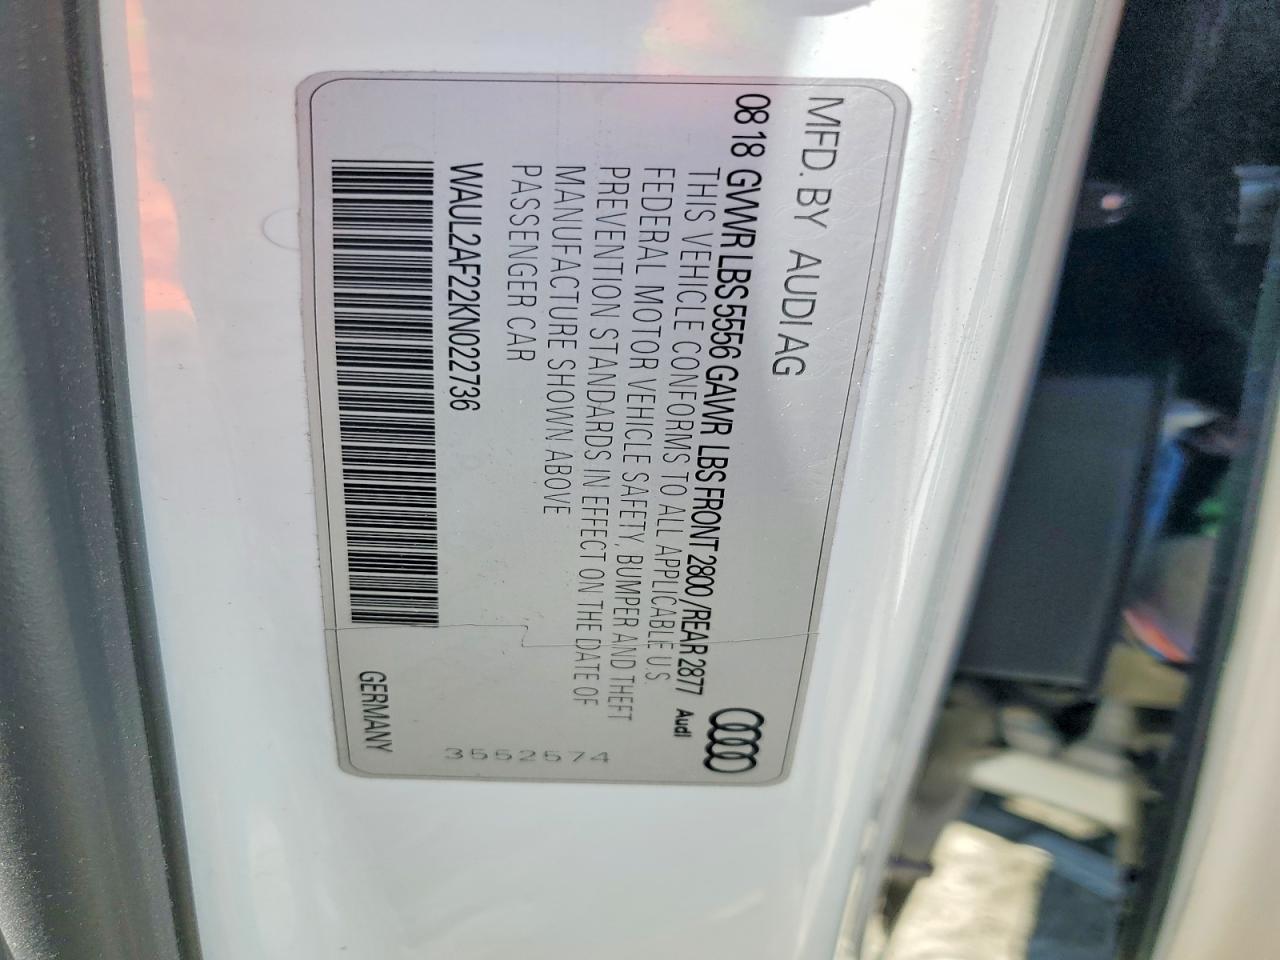 MFD. BY AUDI AG
08 18 GVWR LBS 5556 GAWR LBS FRONT 2800 /REAR 2877
THIS VEHICLE CONFORMS TO ALL APPLICABLE U.S.
FEDERAL MOTOR VEHICLE SAFETY, BUMPER AND THEFT
PREVENTION STANDARDS IN EFFECT ON THE DATE OF
MANUFACTURE SHOWN ABOVE
PASSENGER CAR
WAUL2AF22KN022736
Audi
3552574
GERMANY